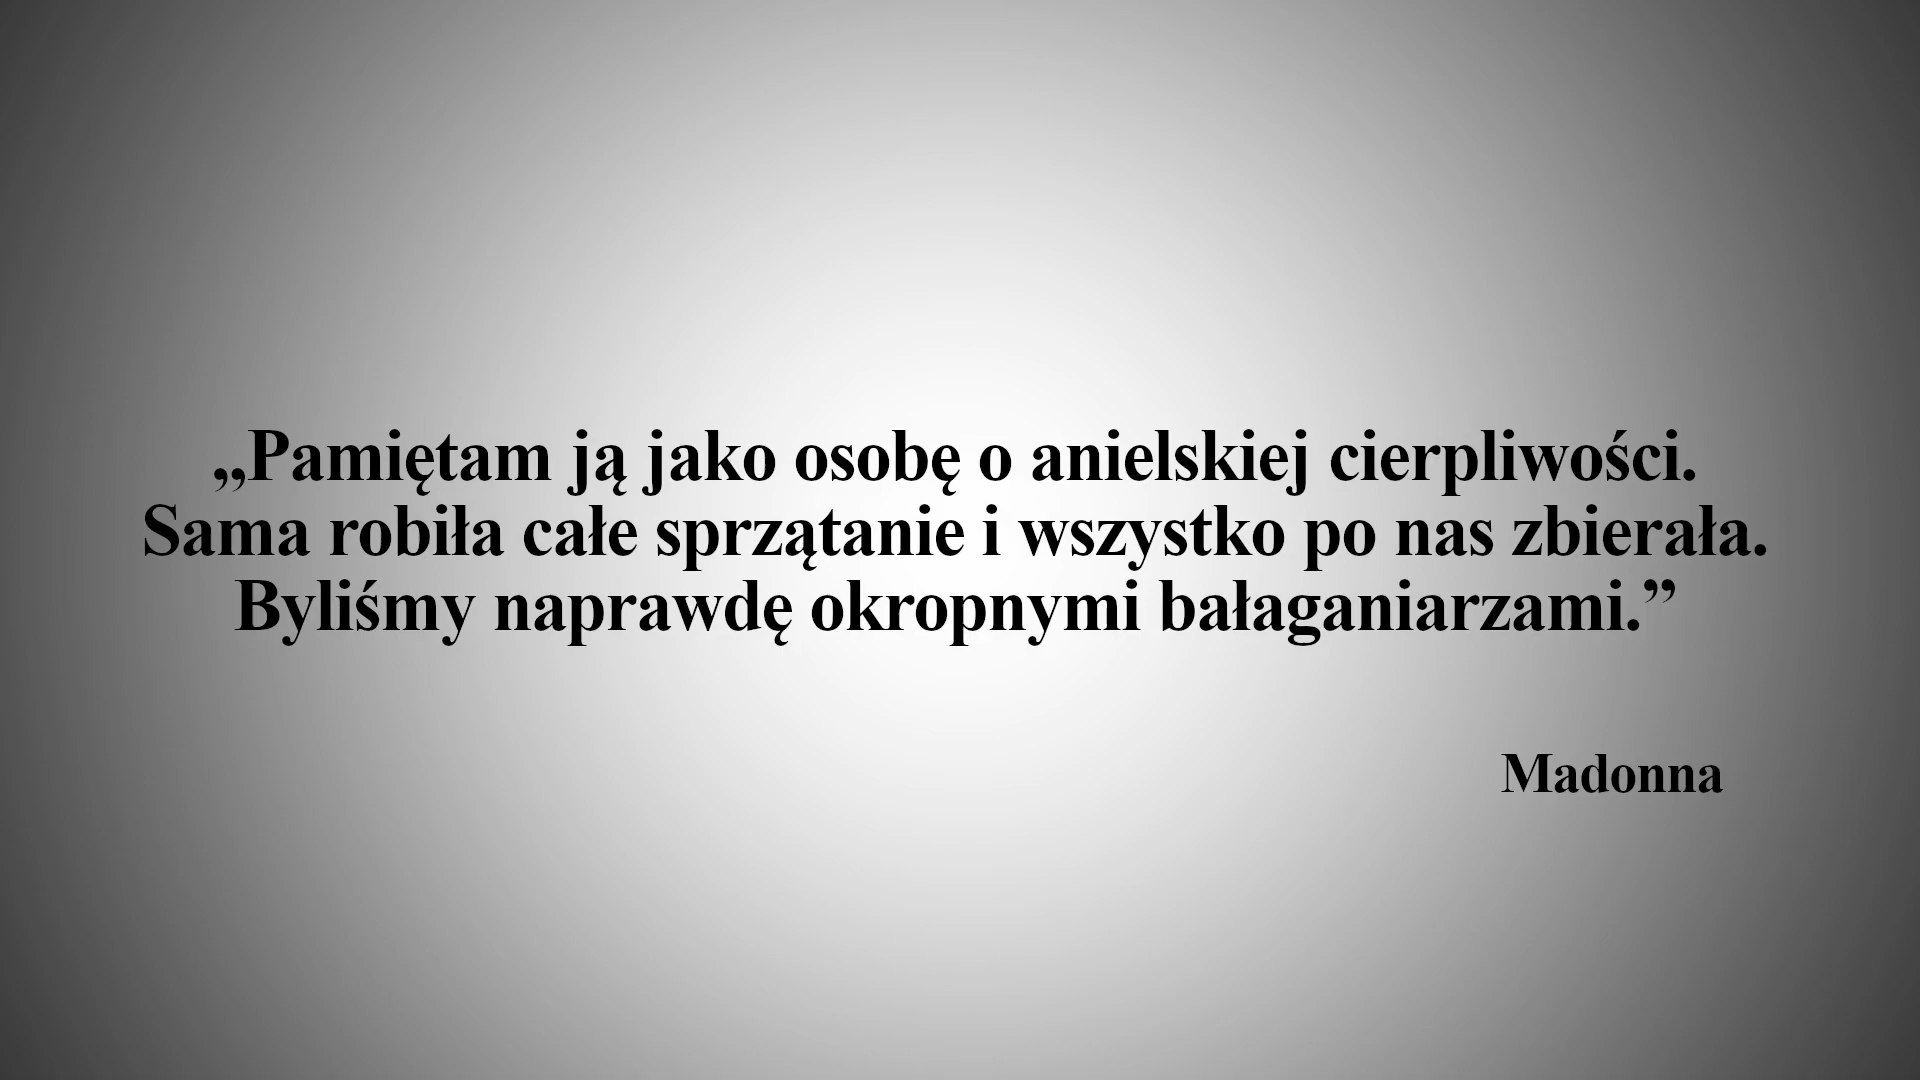 „Pamiętam ją jako osobę o anielskiej cierpliwości.
Sama robiła całe sprzątanie i wszystko po nas zbierała.
Byliśmy naprawdę okropnymi bałaganiarzami.”
Madonna